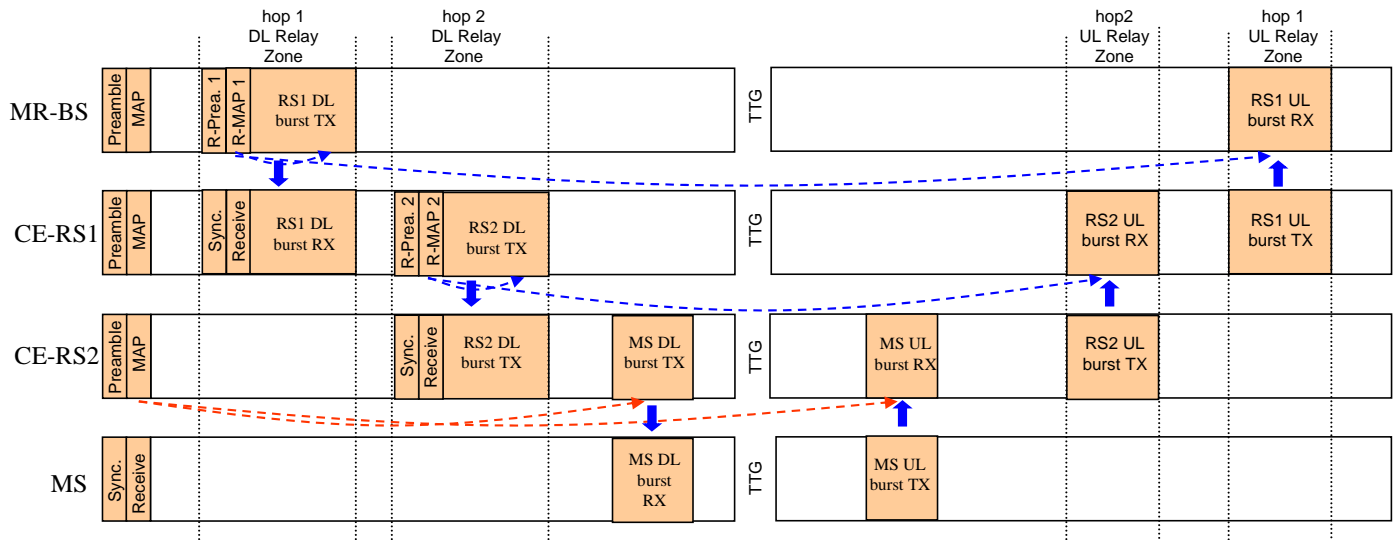 hop 1
DL Relay
Zone
hop 2
DL Relay
Zone
hop2
UL Relay
Zone
hop 1
UL Relay
Zone
MR-BS
Preamble
MAP
R-Prea. 1
R-MAP 1
RS1 DL
burst TX
TTG
RS1 UL
burst RX
CE-RS1
Preamble
MAP
Sync.
Receive
RS1 DL
burst RX
R-Prea. 2
R-MAP 2
RS2 DL
burst TX
TTG
RS2 UL
burst RX
RS1 UL
burst TX
CE-RS2
Preamble
MAP
Sync.
Receive
RS2 DL
burst TX
MS DL
burst TX
TTG
MS UL
burst RX
RS2 UL
burst TX
MS
Sync.
Receive
MS DL
burst
RX
TTG
MS UL
burst TX